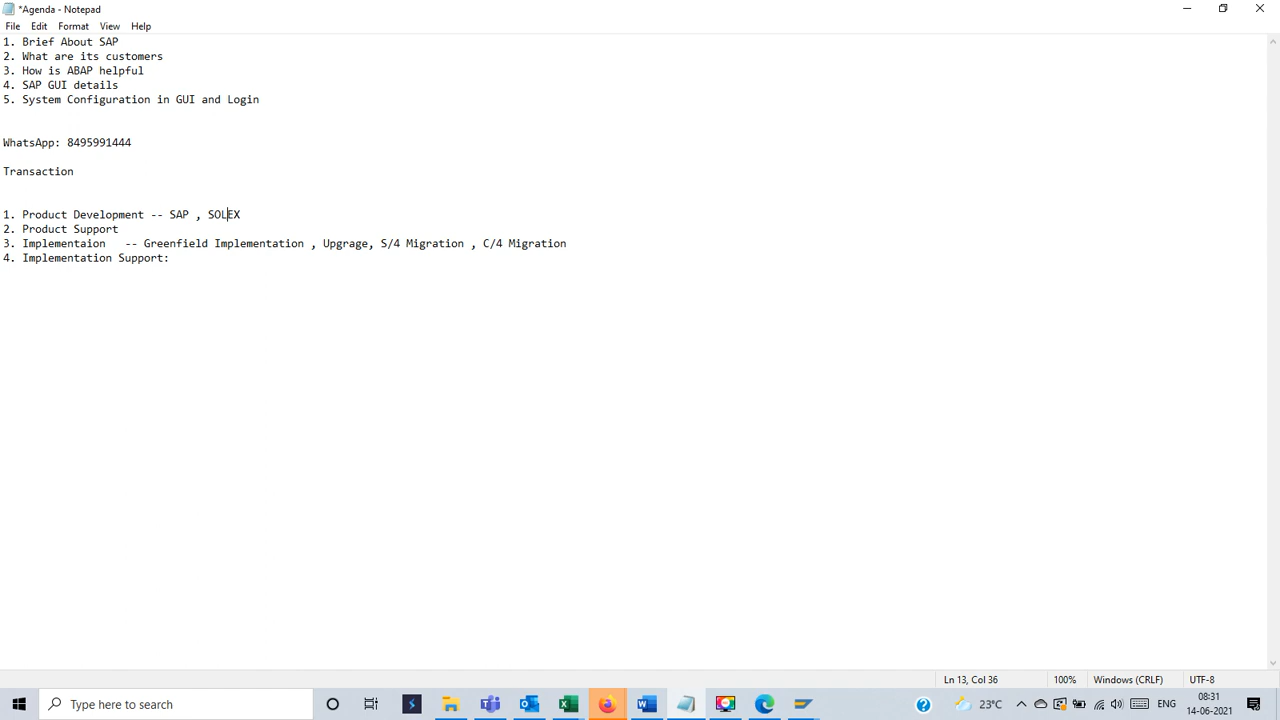 *Agenda - Notepad
File Edit Format View Help
1. Brief About SAP
2. What are its customers
3. How is ABAP helpful
4. SAP GUI details
5. System Configuration in GUI and Login
WhatsApp: 8495991444
Transaction
1. Product Development -- SAP , SOLEX
2. Product Support
3. Implementaion -- Greenfield Implementation , Upgrage, S/4 Migration , C/4 Migration
4. Implementation Support:
Ln 13, Col 36 100% Windows (CRLF) UTF-8
Type here to search
23°C ENG
08:31
14-06-2021